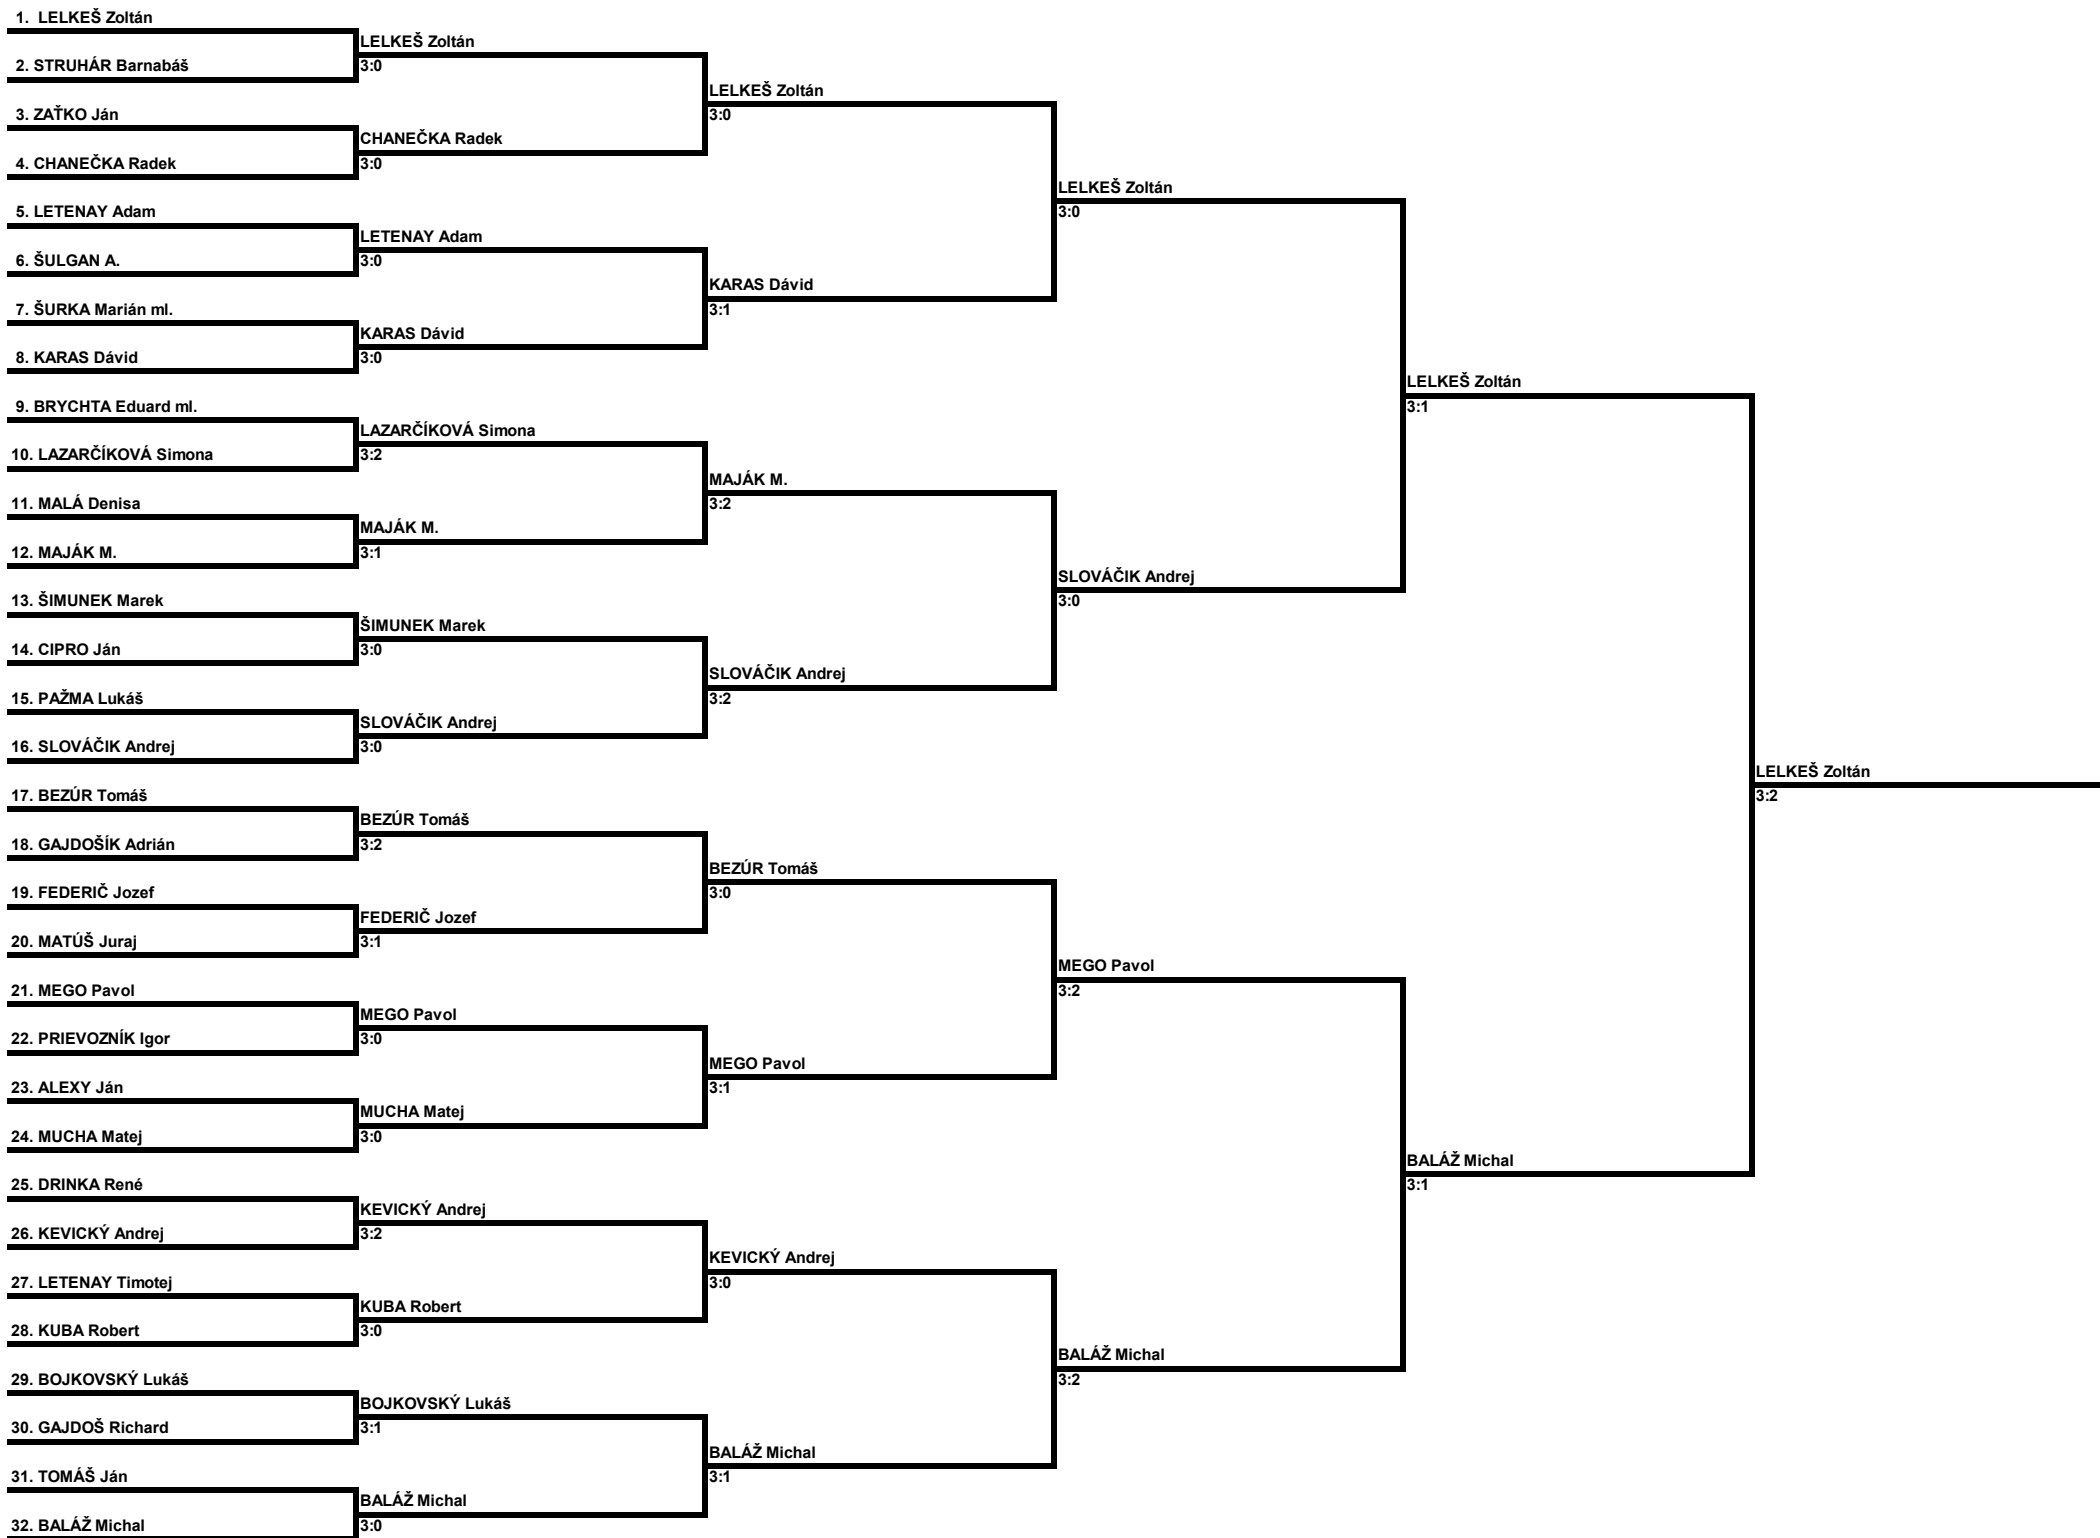 1. LELKEŠ Zoltán
2. STRUHÁR Barnabáš
3. ZAŤKO Ján
4. CHANEČKA Radek
5. LETENAY Adam
6. ŠULGAN A.
7. ŠURKA Marián ml.
8. KARAS Dávid
9. BRYCHTA Eduard ml.
10. LAZARČÍKOVÁ Simona
11. MALÁ Denisa
12. MAJÁK M.
13. ŠIMUNEK Marek
14. CIPRO Ján
15. PAŽMA Lukáš
16. SLOVÁČIK Andrej
17. BEZÚR Tomáš
18. GAJDOŠÍK Adrián
19. FEDERIČ Jozef
20. MATÚŠ Juraj
21. MEGO Pavol
22. PRIEVOZNÍK Igor
23. ALEXY Ján
24. MUCHA Matej
25. DRINKA René
26. KEVICKÝ Andrej
27. LETENAY Timotej
28. KUBA Robert
29. BOJKOVSKÝ Lukáš
30. GAJDOŠ Richard
31. TOMÁŠ Ján
32. BALÁŽ Michal
LELKEŠ Zoltán
3:0
CHANEČKA Radek
3:0
LETENAY Adam
3:0
KARAS Dávid
3:0
LAZARČÍKOVÁ Simona
3:2
MAJÁK M.
3:1
ŠIMUNEK Marek
3:0
SLOVÁČIK Andrej
3:0
BEZÚR Tomáš
3:2
FEDERIČ Jozef
3:1
MEGO Pavol
3:0
MUCHA Matej
3:0
KEVICKÝ Andrej
3:2
KUBA Robert
3:0
BOJKOVSKÝ Lukáš
3:1
BALÁŽ Michal
3:0
LELKEŠ Zoltán
3:0
KARAS Dávid
3:1
MAJÁK M.
3:2
SLOVÁČIK Andrej
3:2
BEZÚR Tomáš
3:0
MEGO Pavol
3:1
KEVICKÝ Andrej
3:0
BALÁŽ Michal
3:1
LELKEŠ Zoltán
3:0
SLOVÁČIK Andrej
3:0
MEGO Pavol
3:2
BALÁŽ Michal
3:2
LELKEŠ Zoltán
3:1
BALÁŽ Michal
3:1
LELKEŠ Zoltán
3:2